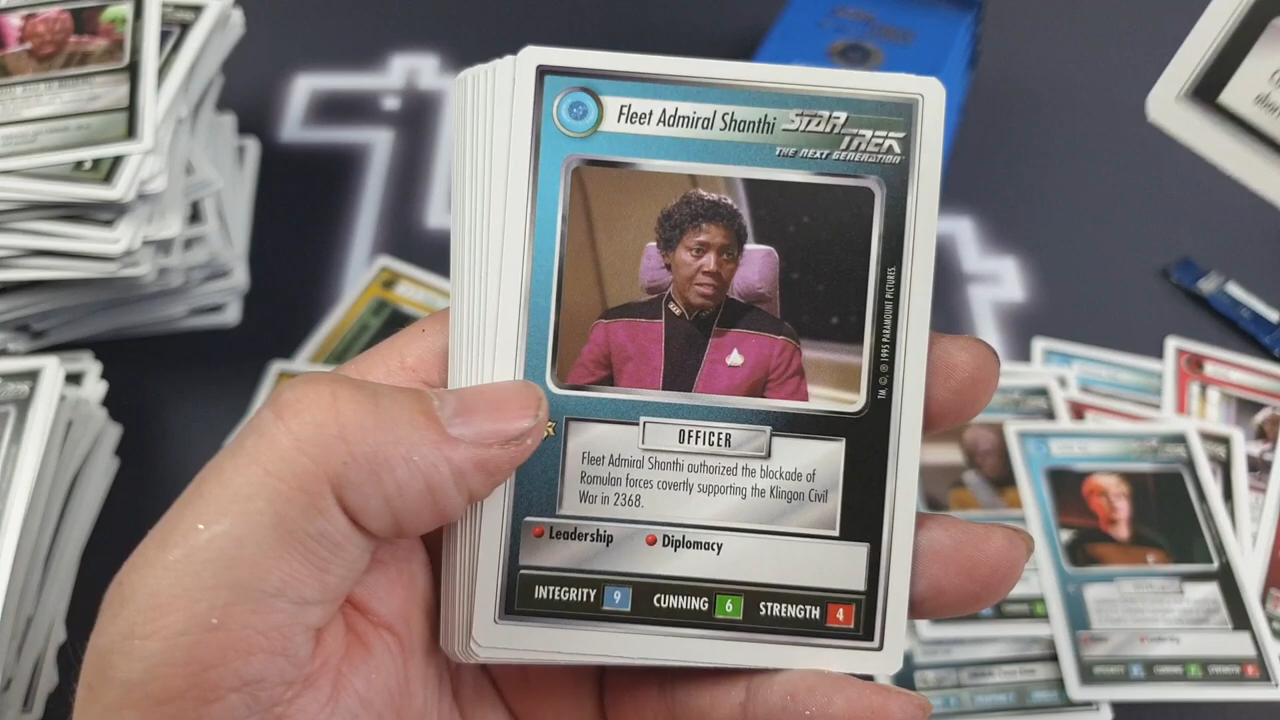 Fleet Admiral Shanthi
STAR TREK
THE NEXT GENERATION
TM, ©, ® 1995 PARAMOUNT PICTURES.
OFFICER
Fleet Admiral Shanthi authorized the blockade of
Romulan forces covertly supporting the Klingon Civil
War in 2368.
Leadership Diplomacy
INTEGRITY 9 CUNNING 6 STRENGTH 4